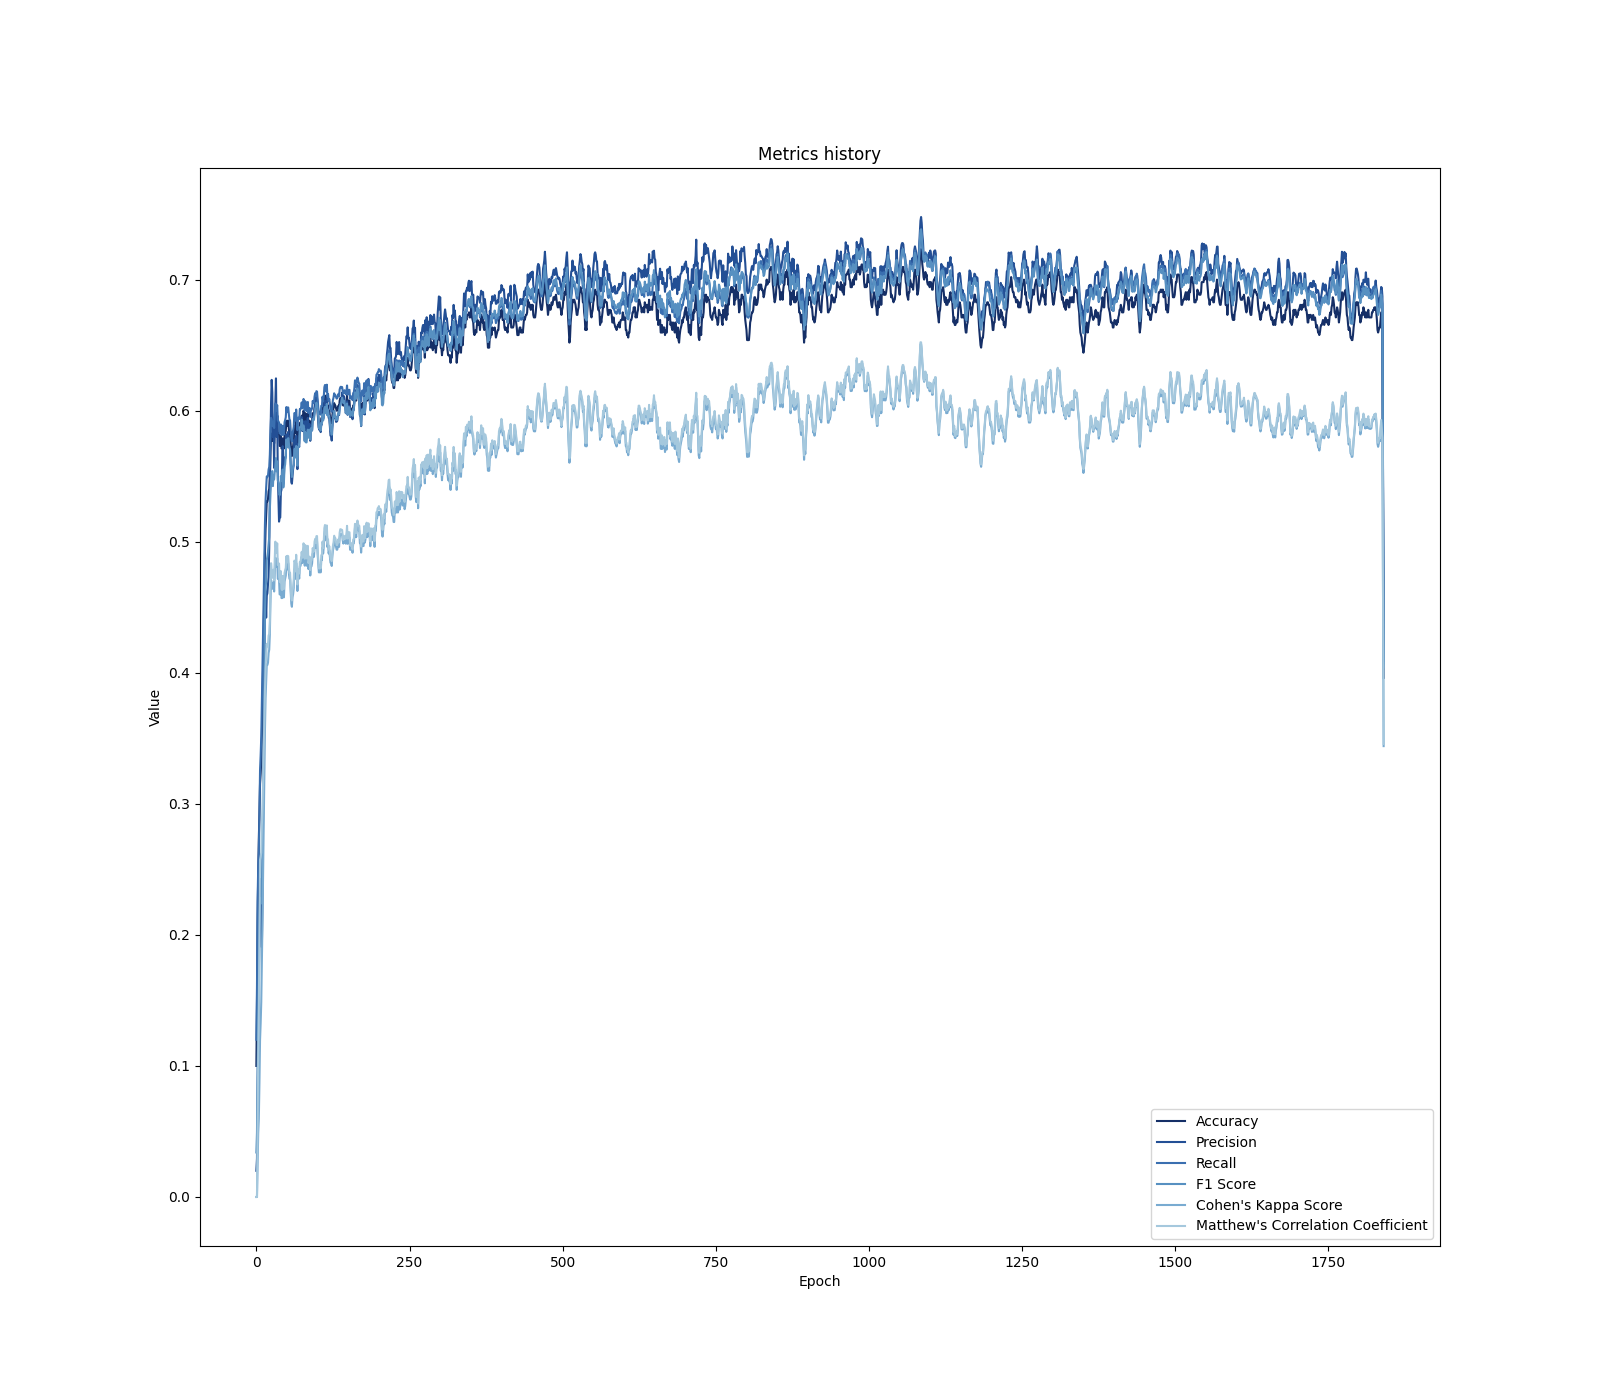 Metrics history
Value
0.7
0.6
0.5
0.4
0.3
0.2
0.1
0.0
0 250 500 750 1000 1250 1500 1750
Epoch
Accuracy
Precision
Recall
F1 Score
Cohen's Kappa Score
Matthew's Correlation Coefficient